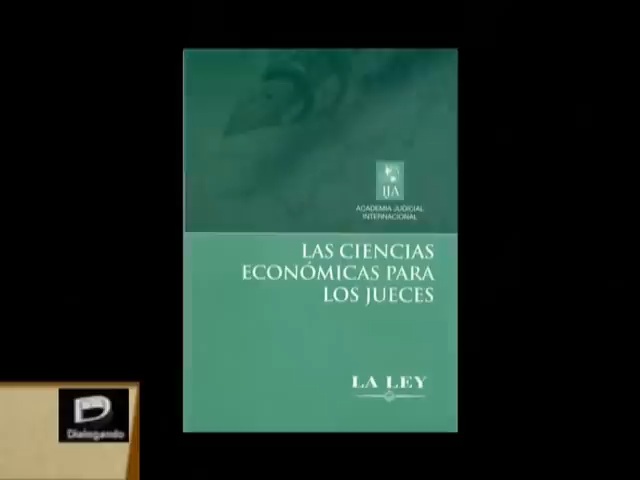 IJA
ACADEMIA JUDICIAL
INTERNACIONAL
LAS CIENCIAS
ECONÓMICAS PARA
LOS JUECES
LA LEY
D
Dialogando